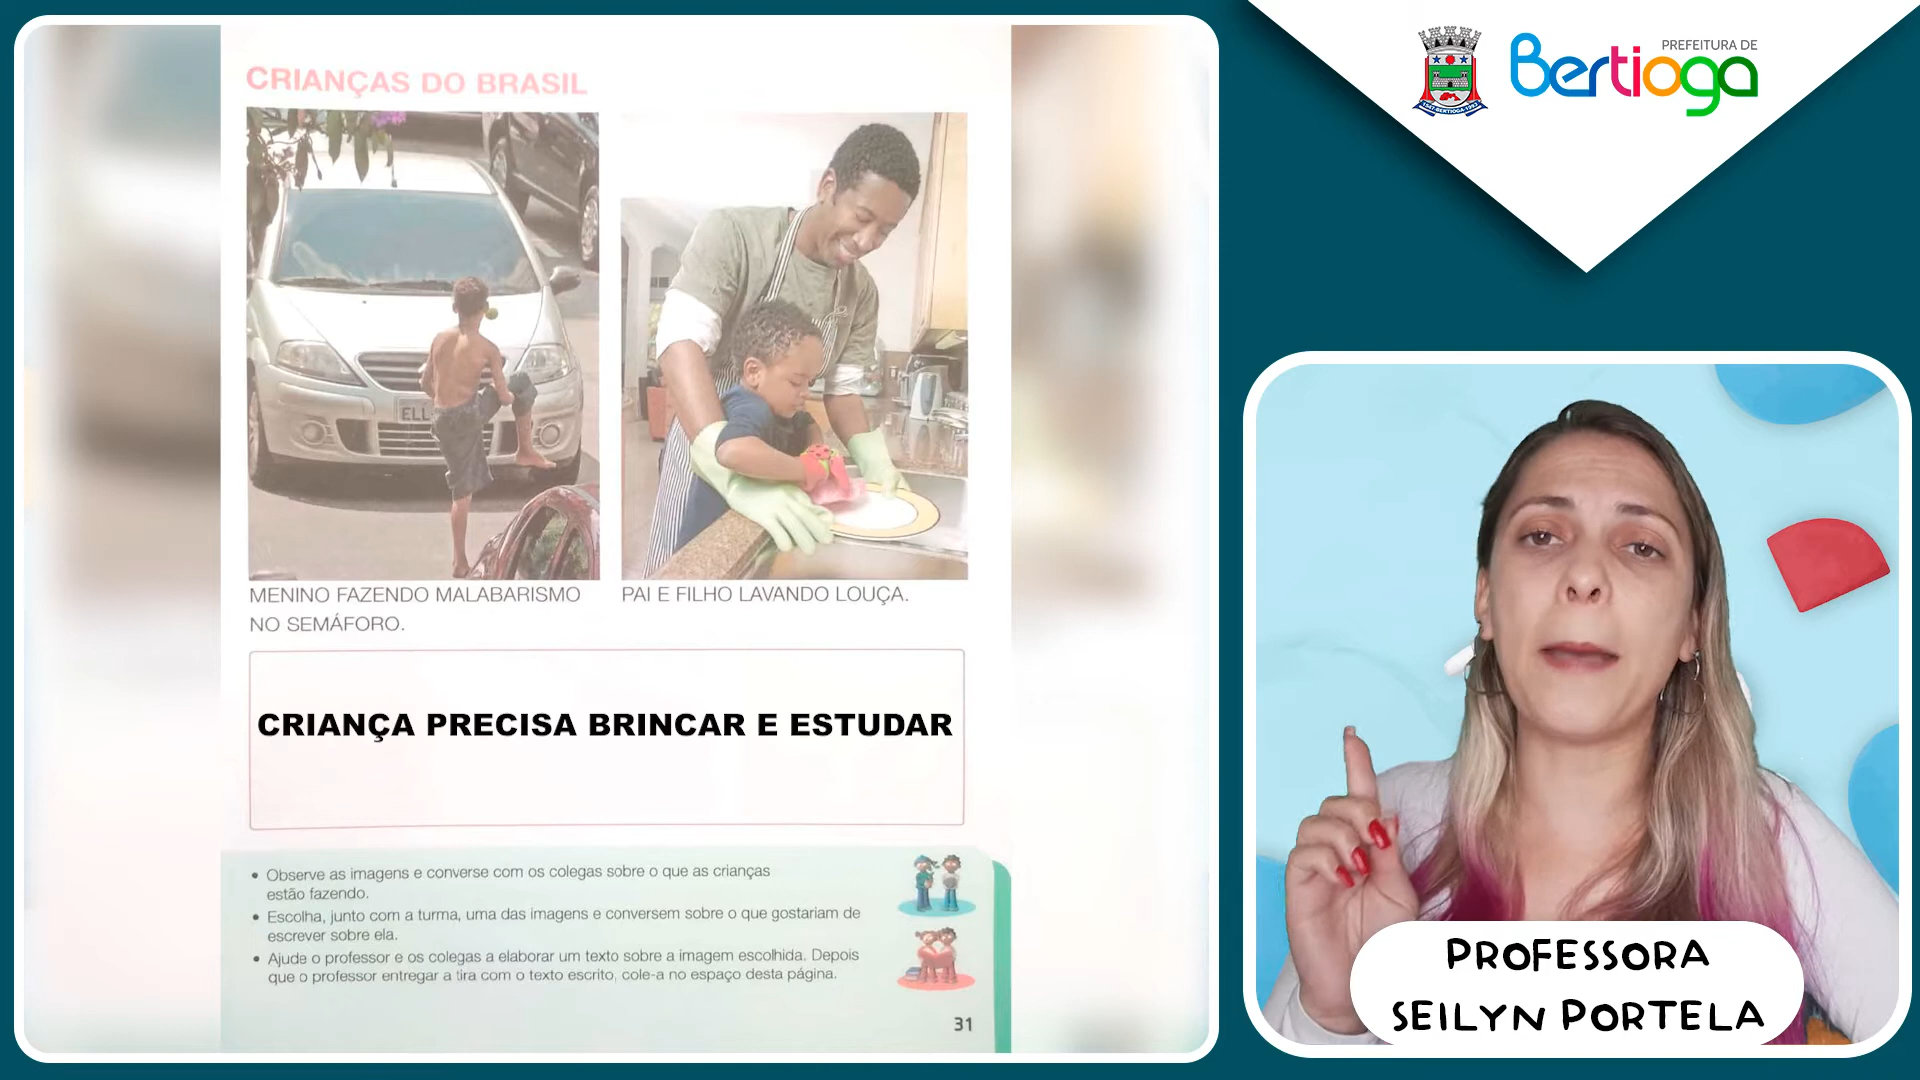 CRIANÇAS DO BRASIL
ELL
MENINO FAZENDO MALABARISMO
NO SEMÁFORO.
PAI E FILHO LAVANDO LOUÇA.
CRIANÇA PRECISA BRINCAR E ESTUDAR
• Observe as imagens e converse com os colegas sobre o que as crianças
estão fazendo.
• Escolha, junto com a turma, uma das imagens e conversem sobre o que gostariam de
escrever sobre ela.
• Ajude o professor e os colegas a elaborar um texto sobre a imagem escolhida. Depois
que o professor entregar a tira com o texto escrito, cole-a no espaço desta página.
31
PREFEITURA DE
Bertioga
PROFESSORA
SEILYN PORTELA